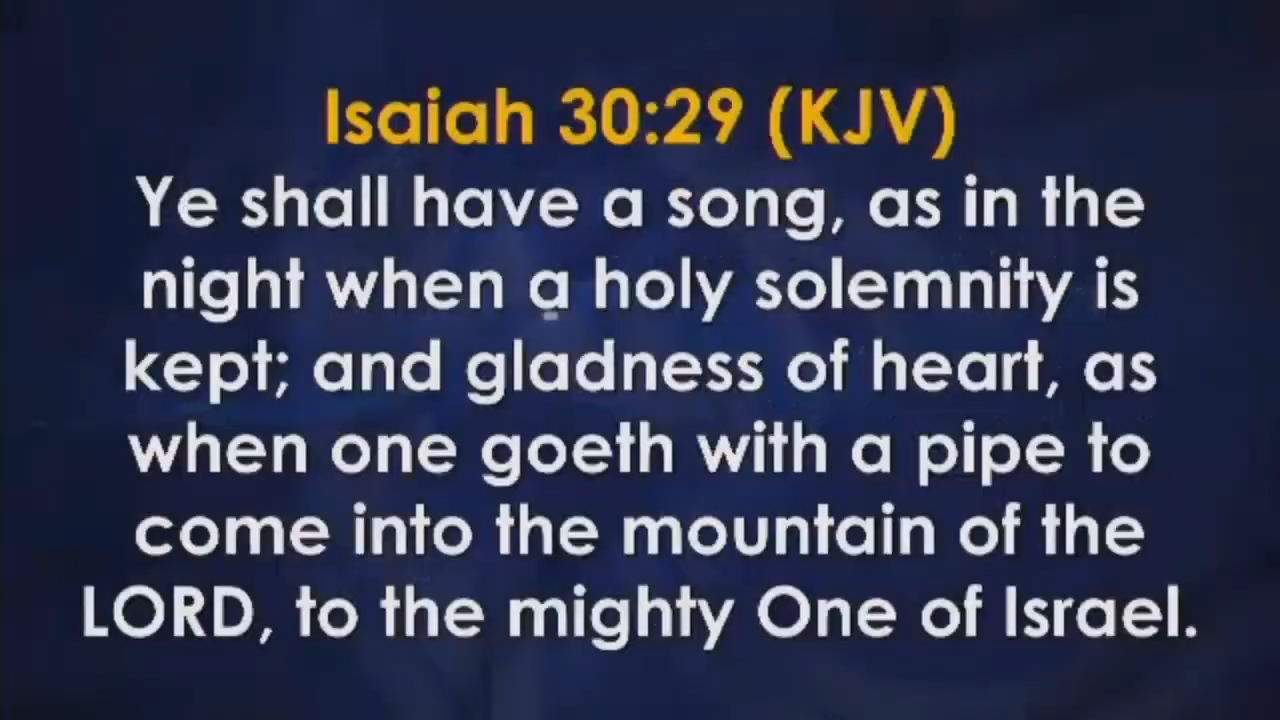 Isaiah 30:29 (KJV)
Ye shall have a song, as in the
night when a holy solemnity is
kept; and gladness of heart, as
when one goeth with a pipe to
come into the mountain of the
LORD, to the mighty One of Israel.